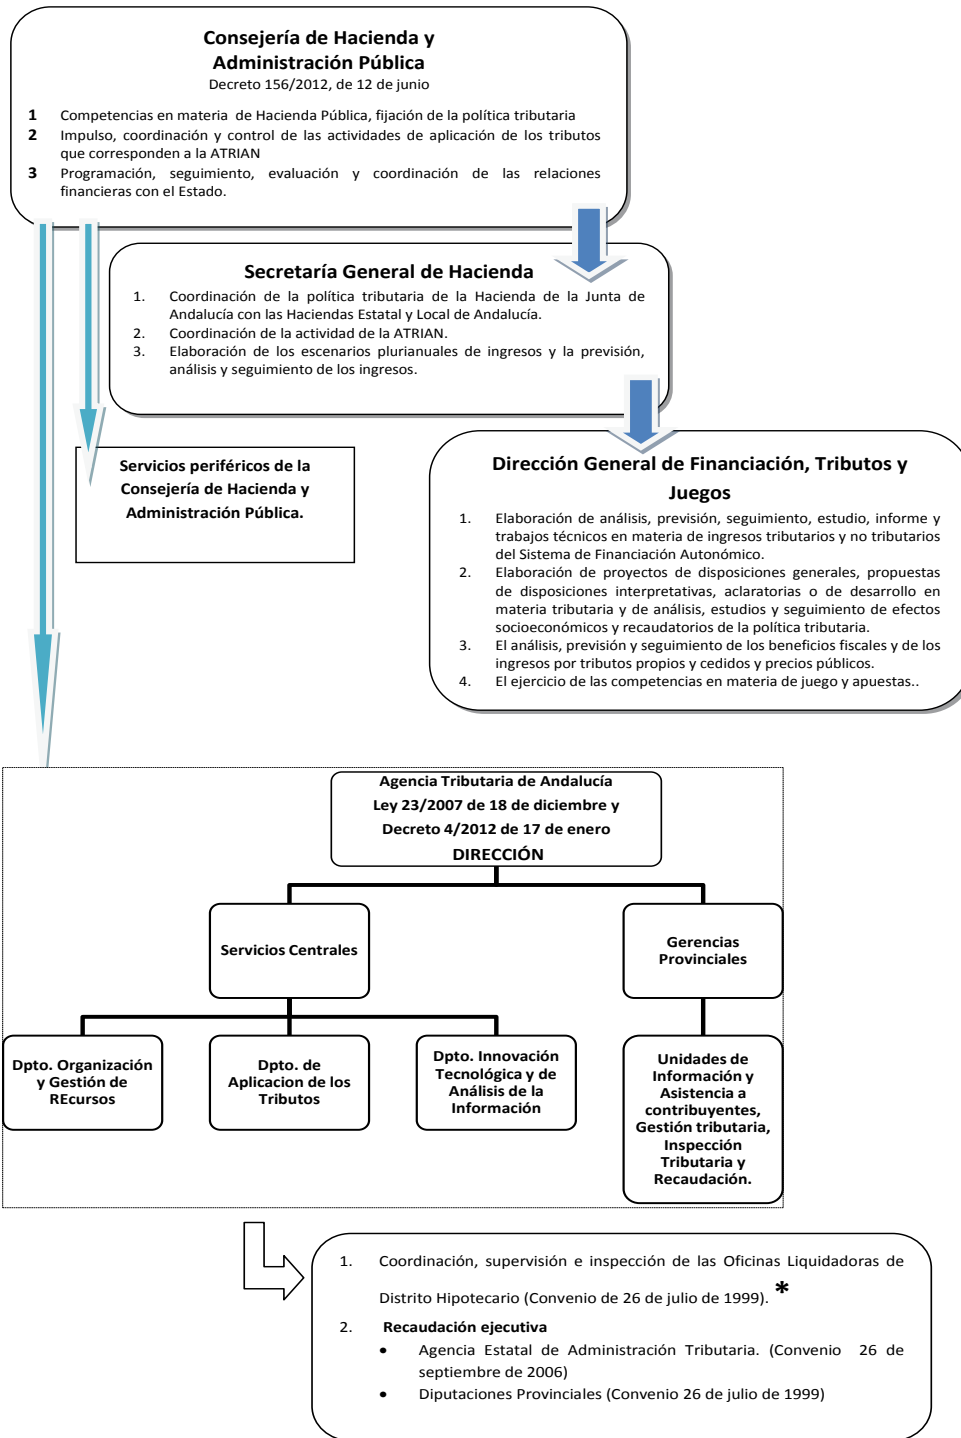 Consejería de Hacienda y
Administración Pública
Decreto 156/2012, de 12 de junio
1 Competencias en materia de Hacienda Pública, fijación de la política tributaria
2 Impulso, coordinación y control de las actividades de aplicación de los tributos
que corresponden a la ATRIAN
3 Programación, seguimiento, evaluación y coordinación de las relaciones
financieras con el Estado.
Secretaría General de Hacienda
1. Coordinación de la política tributaria de la Hacienda de la Junta de
Andalucía con las Haciendas Estatal y Local de Andalucía.
2. Coordinación de la actividad de la ATRIAN.
3. Elaboración de los escenarios plurianuales de ingresos y la previsión,
análisis y seguimiento de los ingresos.
Servicios periféricos de la
Consejería de Hacienda y
Administración Pública.
Dirección General de Financiación, Tributos y
Juegos
1. Elaboración de análisis, previsión, seguimiento, estudio, informe y
trabajos técnicos en materia de ingresos tributarios y no tributarios
del Sistema de Financiación Autonómico.
2. Elaboración de proyectos de disposiciones generales, propuestas
de disposiciones interpretativas, aclaratorias o de desarrollo en
materia tributaria y de análisis, estudios y seguimiento de efectos
socioeconómicos y recaudatorios de la política tributaria.
3. El análisis, previsión y seguimiento de los beneficios fiscales y de los
ingresos por tributos propios y cedidos y precios públicos.
4. El ejercicio de las competencias en materia de juego y apuestas..
Agencia Tributaria de Andalucía
Ley 23/2007 de 18 de diciembre y
Decreto 4/2012 de 17 de enero
DIRECCIÓN
Servicios Centrales
Gerencias
Provinciales
Dpto. Organización
y Gestión de
REcursos
Dpto. de
Aplicacion de los
Tributos
Dpto. Innovación
Tecnológica y de
Análisis de la
Información
Unidades de
Información y
Asistencia a
contribuyentes,
Gestión tributaria,
Inspección
Tributaria y
Recaudación.
1. Coordinación, supervisión e inspección de las Oficinas Liquidadoras de
Distrito Hipotecario (Convenio de 26 de julio de 1999). *
2. Recaudación ejecutiva
• Agencia Estatal de Administración Tributaria. (Convenio 26 de
septiembre de 2006)
• Diputaciones Provinciales (Convenio 26 de julio de 1999)